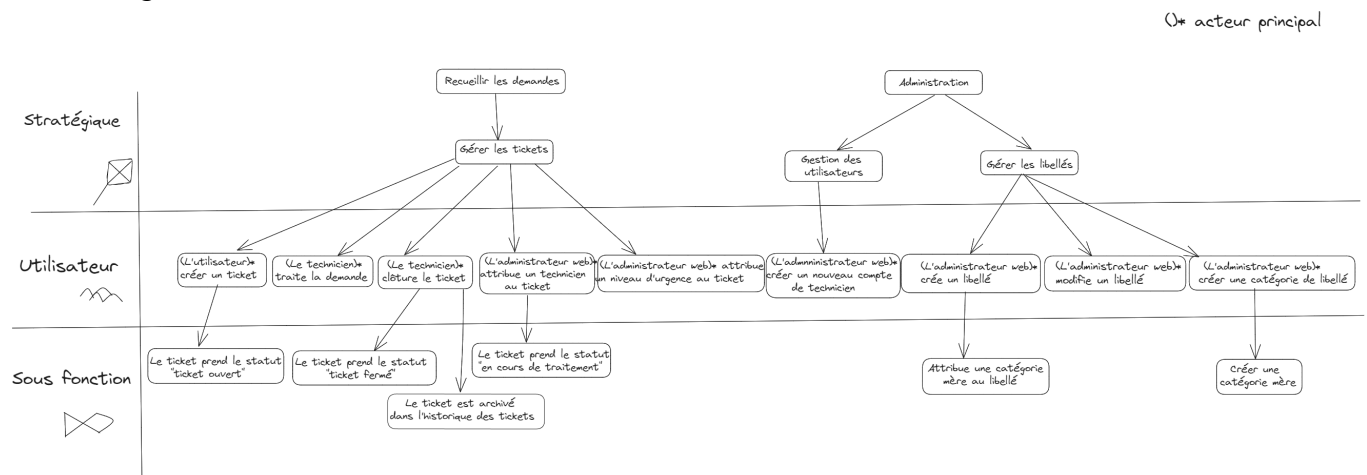 ()* acteur principal
Recueillir les demandes
Administration
Stratégique
Gérer les tickets
Gestion des
utilisateurs
Gérer les libellés
Utilisateur
(L'utilisateur)*
créer un ticket
(Le technicien)*
traite la demande
(Le technicien)*
clôture le ticket
(L'administrateur web)*
attribue un technicien
au ticket
(L'administrateur web)* attribue
un niveau d'urgence au ticket
(L'admnninistrateur web)*
créer un nouveau compte
de technicien
(L'administrateur web)*
crée un libellé
(L'administrateur web)*
modifie un libellé
(L'administrateur web)*
créer une catégorie de libellé
Sous fonction
Le ticket prend le statut
"ticket ouvert"
Le ticket prend le statut
"ticket fermé"
Le ticket prend le statut
"en cours de traitement"
Attribue une catégorie
mère au libellé
Créer une
catégorie mère
Le ticket est archivé
dans l'historique des tickets